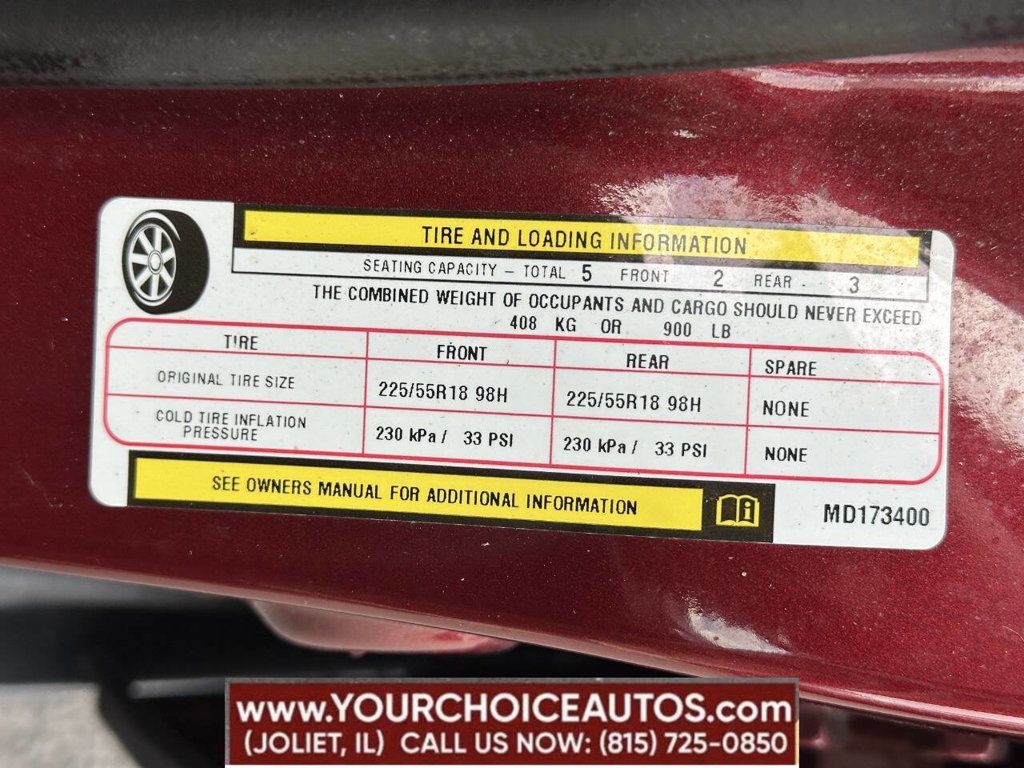 TIRE AND LOADING INFORMATION
SEATING CAPACITY – TOTAL 5 FRONT 2 REAR - 3
THE COMBINED WEIGHT OF OCCUPANTS AND CARGO SHOULD NEVER EXCEED
408 KG OR 900 LB
TIRE FRONT REAR SPARE
ORIGINAL TIRE SIZE 225/55R18 98H 225/55R18 98H NONE
COLD TIRE INFLATION
PRESSURE 230 kPa / 33 PSI 230 kPa / 33 PSI NONE
SEE OWNERS MANUAL FOR ADDITIONAL INFORMATION
MD173400
www.YOURCHOICEAUTOS.com
(JOLIET, IL) CALL US NOW: (815) 725-0850